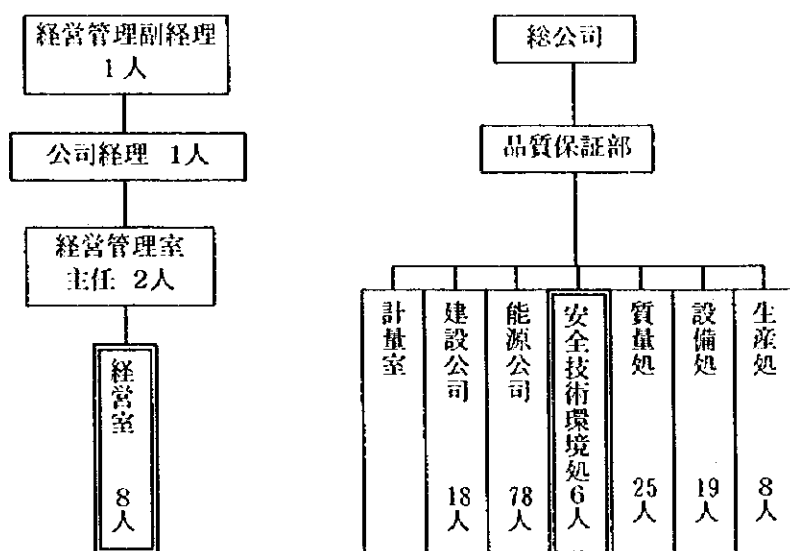 経営管理副経理
1人
公司経理 1人
経営管理室
主任 2人
経営室 8人
総公司
品質保証部
計量室
建設公司 18人
能源公司 78人
安全技術環境処 6人
質量処 25人
設備処 19人
生産処 8人